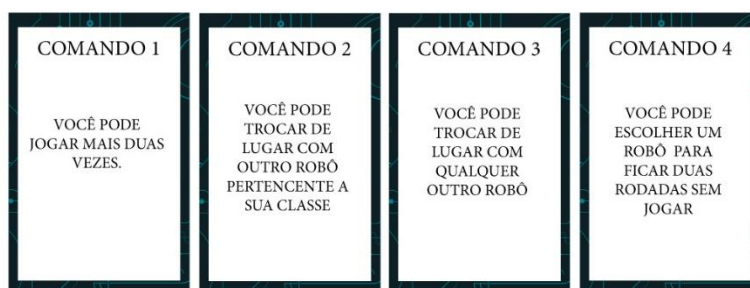 COMANDO 1
VOCÊ PODE
JOGAR MAIS DUAS
VEZES.
COMANDO 2
VOCÊ PODE
TROCAR DE
LUGAR COM
OUTRO ROBÔ
PERTENCENTE A
SUA CLASSE
COMANDO 3
VOCÊ PODE
TROCAR DE
LUGAR COM
QUALQUER
OUTRO ROBÔ
COMANDO 4
VOCÊ PODE
ESCOLHER UM
ROBÔ PARA
FICAR DUAS
RODADAS SEM
JOGAR